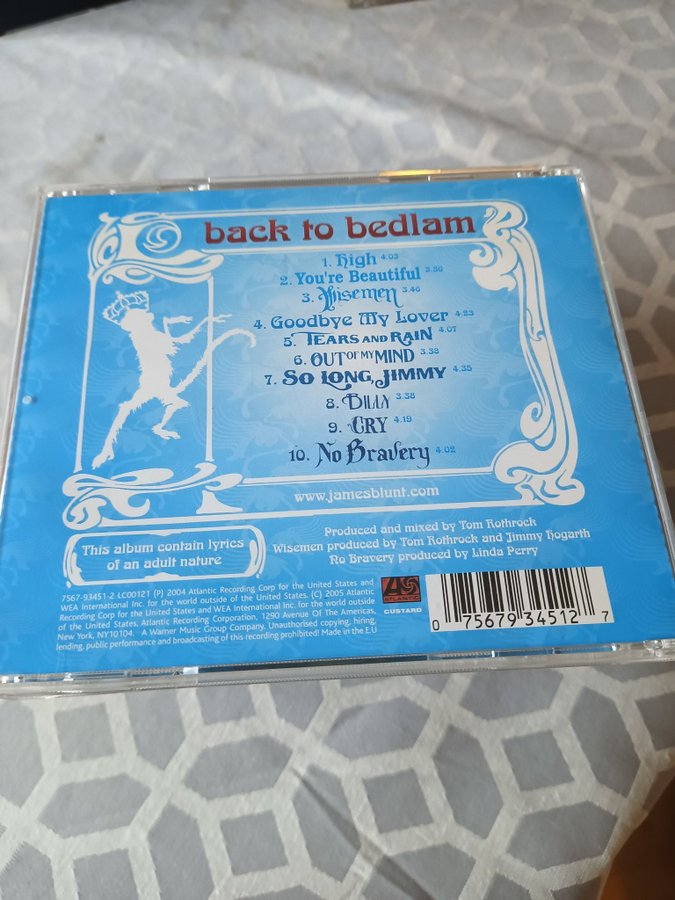 back to bedlam
1. High 4:03
2. You're Beautiful 3:30
3. Wisemen 3:46
4. Goodbye My Lover 4:23
5. TEARS AND RAIN 4:07
6. OUT OF MY MIND 3.38
7. SO LONG, JIMMY 4.35
8. Billy 3.38
9. CRY 4.19
10. No Bravery 4:02
www.jamesblunt.com
This album contain lyrics
of an adult nature
Produced and mixed by Tom Rothrock
Wisemen produced by Tom Rothrock and Jimmy Hogarth
No Bravery produced by Linda Perry
7567-93451-2 LC00121 (P) 2004 Atlantic Recording Corp for the United States and
WEA International Inc. for the world outside of the United States. (C) 2005 Atlantic
Recording Corp for the United States and WEA International Inc. for the world outside
of the United States. Atlantic Recording Corporation, 1290 Avenue Of The Americas,
New York, NY10104. A Warner Music Group Company. Unauthorised copying, hiring,
lending, public performance and broadcasting of this recording prohibited! Made in the E.U
ATLANTIC
CUSTARD
0 75679 34512 7